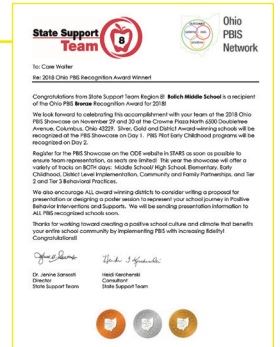 State Support
Team 8
Ohio
PBIS
Network
To: Care Walter
Re: 2018 Ohio PBIS Recognition Award Winner!
Congratulations from State Support Team Region 8! Bolich Middle School is a recipient
of the Ohio PBIS Bronze Recognition Award for 2018!
We look forward to celebrating this accomplishment with your team at the 2018 Ohio
PBIS Showcase on November 29 and 30 at the Crowne Plaza North 6500 Doubletree
Avenue, Columbus, Ohio 43229. Silver, Gold and District Award-winning schools will be
recognized at the PBIS Showcase on Day 1. PBIS Pilot Early Childhood programs will be
recognized on Day 2.
Register for the PBIS Showcase on the ODE website in STARS as soon as possible to
ensure team representation, as seats are limited! This year the showcase will offer a
variety of tracks on BOTH days: Middle School/ High School, Elementary, Early
Childhood, District Level Implementation, Community and Family Partnerships, and Tier
2 and Tier 3 Behavioral Practices.
We also encourage ALL award winning districts to consider writing a proposal for
presentation or designing a poster session to represent your school journey in Positive
Behavior Interventions and Supports. We will be sending presentation information to
ALL PBIS recognized schools soon.
Thanks for working toward creating a positive school culture and climate that benefits
your entire school community by implementing PBIS with increasing fidelity!
Congratulations!!
Dr. Jenine Sansosti
Director
State Support Team
Heidi Kerchenski
Consultant
State Support Team